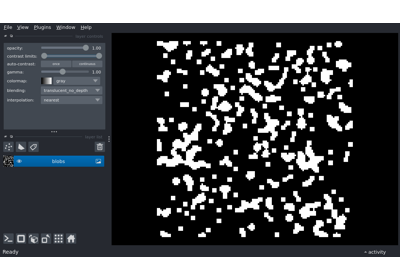 File View Plugins Window Help
opacity: 1.00
contrast limits:
auto-contrast: once continuous
gamma: 1.00
colormap: gray
blending: translucent_no_depth
interpolation: nearest
blobs
Ready
activity